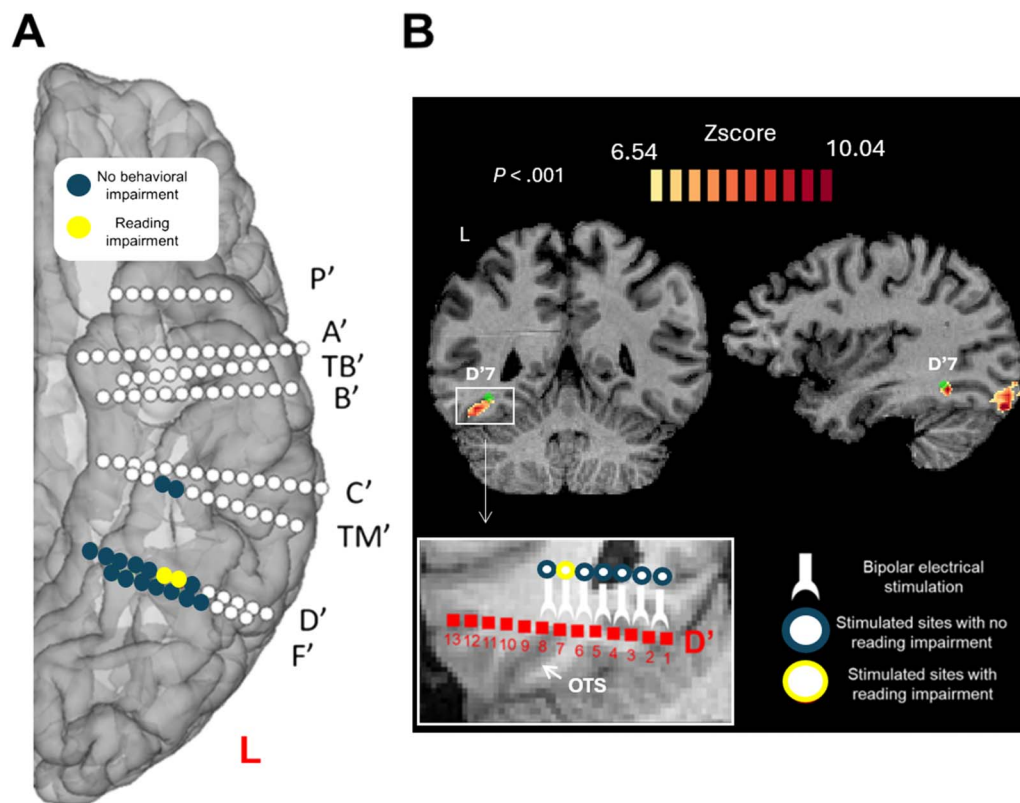 A
No behavioral
impairment
Reading
impairment
P'
A'
TB'
B'
C'
TM'
D'
F'
L
B
Zscore
6.54
10.04
P < .001
L
D'7
D'7
13 12 11 10 9 8 7 6 5 4 3 2 1
D'
OTS
Bipolar electrical
stimulation
Stimulated sites with no
reading impairment
Stimulated sites with
reading impairment